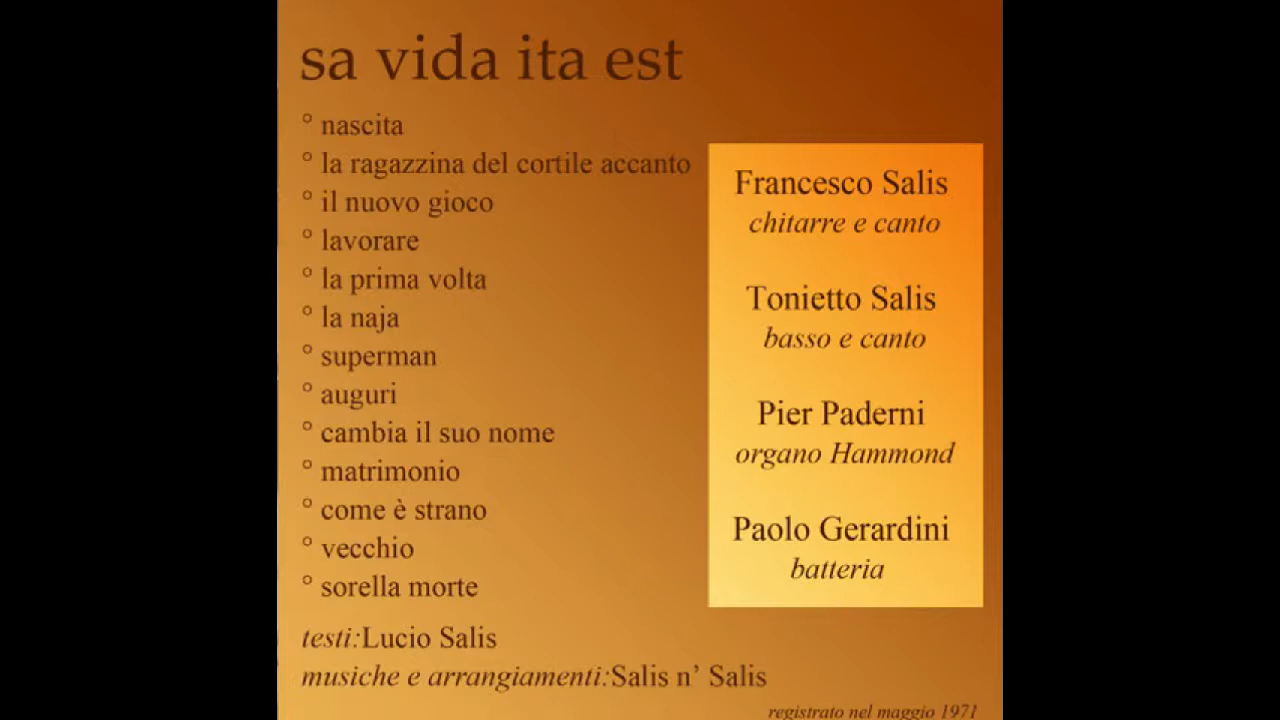 sa vida ita est
° nascita
° la ragazzina del cortile accanto
° il nuovo gioco
° lavorare
° la prima volta
° la naja
° superman
° auguri
° cambia il suo nome
° matrimonio
° come è strano
° vecchio
° sorella morte
testi:Lucio Salis
musiche e arrangiamenti:Salis n’ Salis
Francesco Salis
chitarre e canto
Tonietto Salis
basso e canto
Pier Paderni
organo Hammond
Paolo Gerardini
batteria
registrato nel maggio 1971